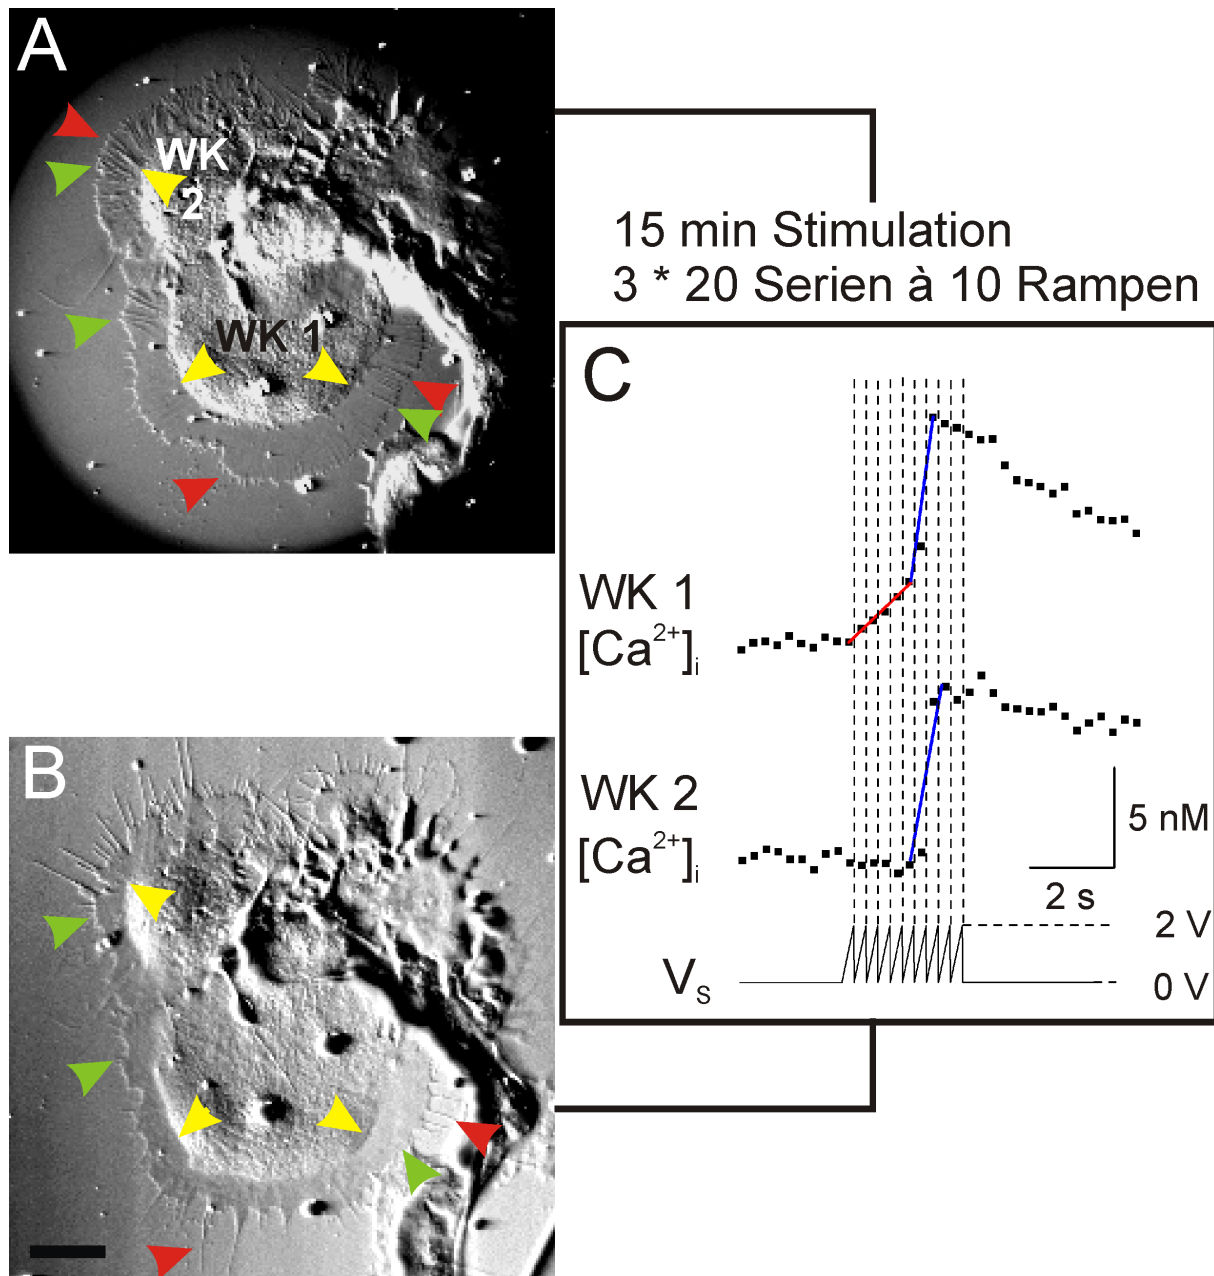 A
WK
2
WK 1
15 min Stimulation
3 * 20 Serien à 10 Rampen
C
WK 1
[Ca²⁺]ᵢ
WK 2
[Ca²⁺]ᵢ
5 nM
2 s
2 V
Vₛ
0 V
B